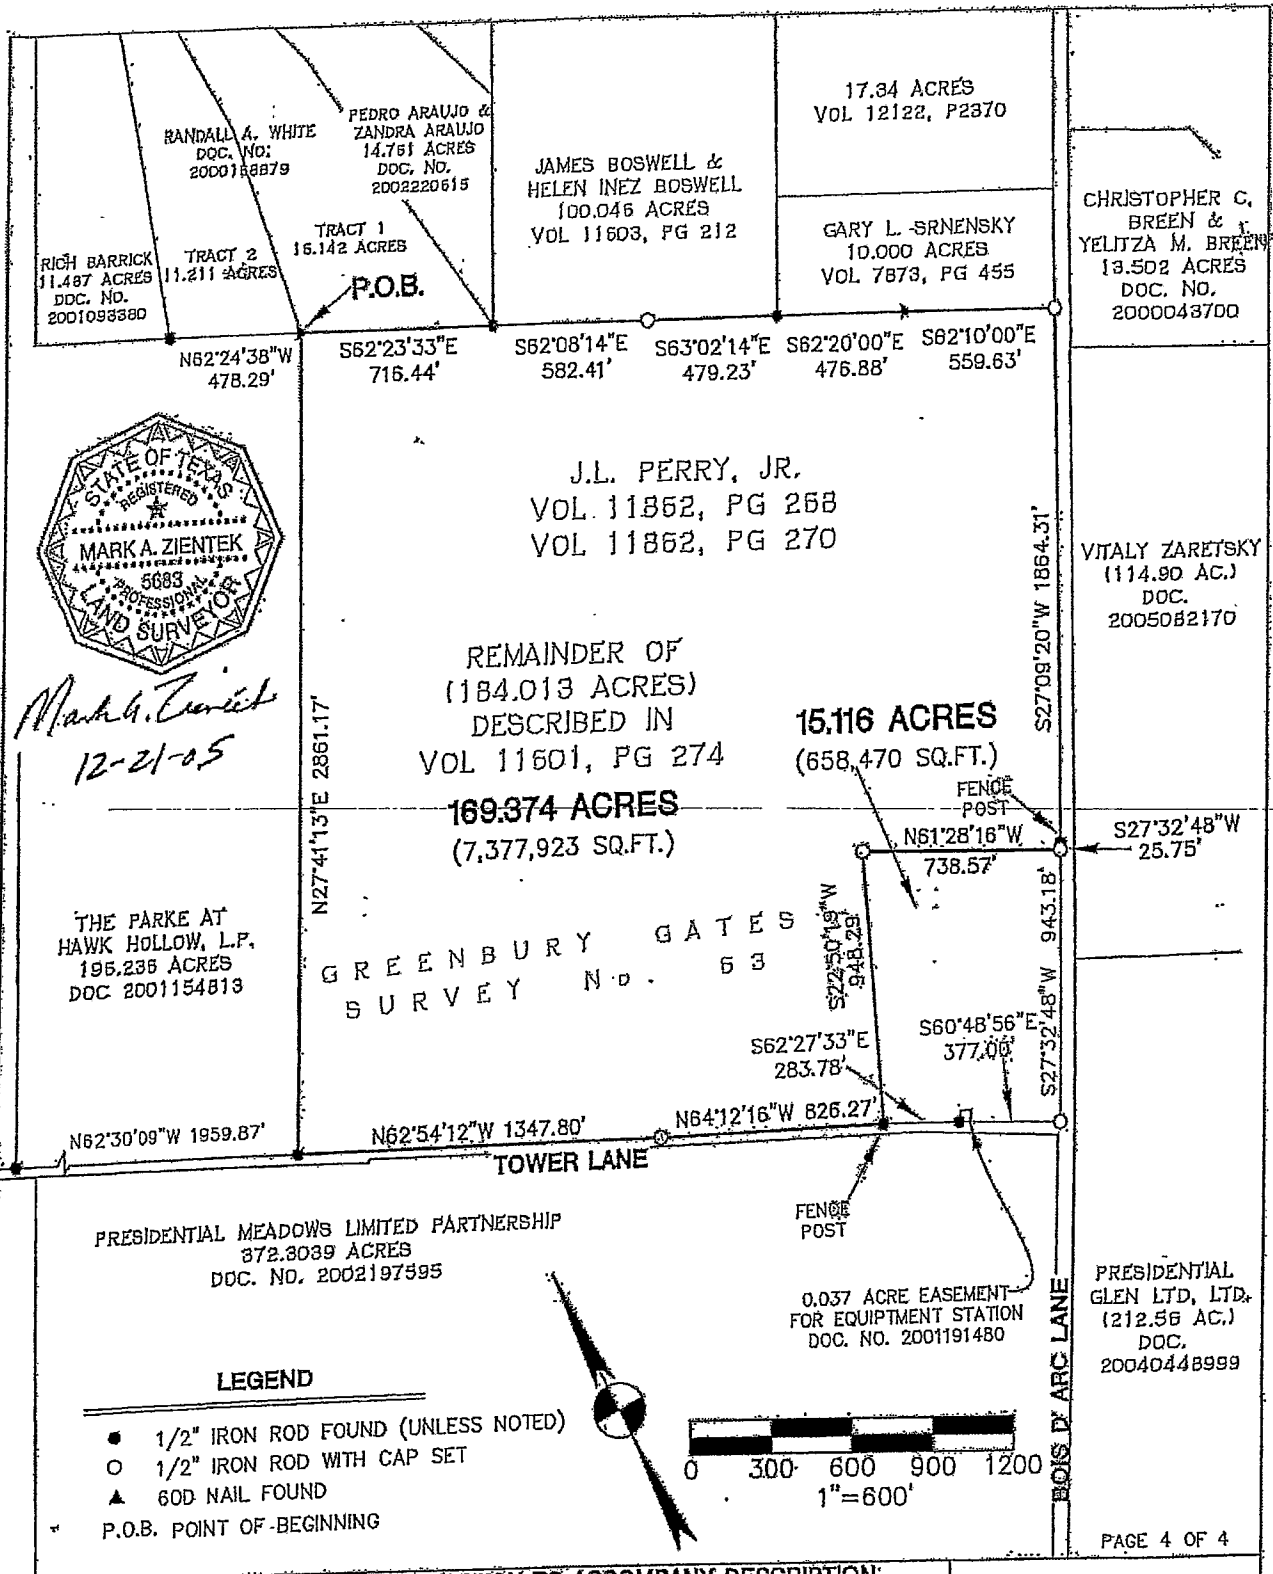 RANDALL A. WHITE
DOC. NO:
2000158879
PEDRO ARAUJO &
ZANDRA ARAUJO
14.761 ACRES
DOC. NO.
2002220615
JAMES BOSWELL &
HELEN INEZ BOSWELL
100.046 ACRES
VOL 11603, PG 212
17.34 ACRES
VOL 12122, P2370
GARY L. SRNENSKY
10.000 ACRES
VOL 7873, PG 455
CHRISTOPHER C.
BREEN &
YELITZA M. BREEN
13.502 ACRES
DOC. NO.
2000043700
RICH BARRICK
11.487 ACRES
DOC. NO.
2001093380
TRACT 2
11.211 ACRES
TRACT 1
15.142 ACRES
P.O.B.
N62°24'38"W
478.29'
S62°23'33"E
716.44'
S62°08'14"E
582.41'
S63°02'14"E
479.23'
S62°20'00"E
476.88'
S62°10'00"E
559.63'
STATE OF TEXAS
REGISTERED
MARK A. ZIENTEK
5683
PROFESSIONAL
LAND SURVEYOR
Mark A. Zientek
12-21-05
J.L. PERRY, JR.
VOL 11862, PG 268
VOL 11862, PG 270
S27°09'20"W 1864.31'
VITALY ZARETSKY
(114.90 AC.)
DOC.
2005082170
REMAINDER OF
(184.013 ACRES)
DESCRIBED IN
VOL 11601, PG 274
169.374 ACRES
(7,377,923 SQ.FT.)
15.116 ACRES
(658,470 SQ.FT.)
FENCE
POST
N27°41'13"E 2861.17'
N61°28'16"W
738.57'
S27°32'48"W
25.75'
THE PARKE AT
HAWK HOLLOW, L.P.
196.236 ACRES
DOC 2001154813
GREENBURY GATES
SURVEY No. 63
S22°50'19"W
948.29'
S27°32'48"W 943.18'
S62°27'33"E
283.78'
S60°48'56"E
377.00'
N62°30'09"W 1959.87'
N62°54'12"W 1347.80'
N64°12'16"W 826.27'
TOWER LANE
FENCE
POST
PRESIDENTIAL MEADOWS LIMITED PARTNERSHIP
372.3039 ACRES
DOC. NO. 2002197595
0.037 ACRE EASEMENT
FOR EQUIPTMENT STATION
DOC. NO. 2001191480
PRESIDENTIAL
GLEN LTD, LTD.
(212.56 AC.)
DOC.
20040448999
BOIS D' ARC LANE
LEGEND
1/2" IRON ROD FOUND (UNLESS NOTED)
1/2" IRON ROD WITH CAP SET
60D NAIL FOUND
P.O.B. POINT OF BEGINNING
0 300 600 900 1200
1"=600'
PAGE 4 OF 4